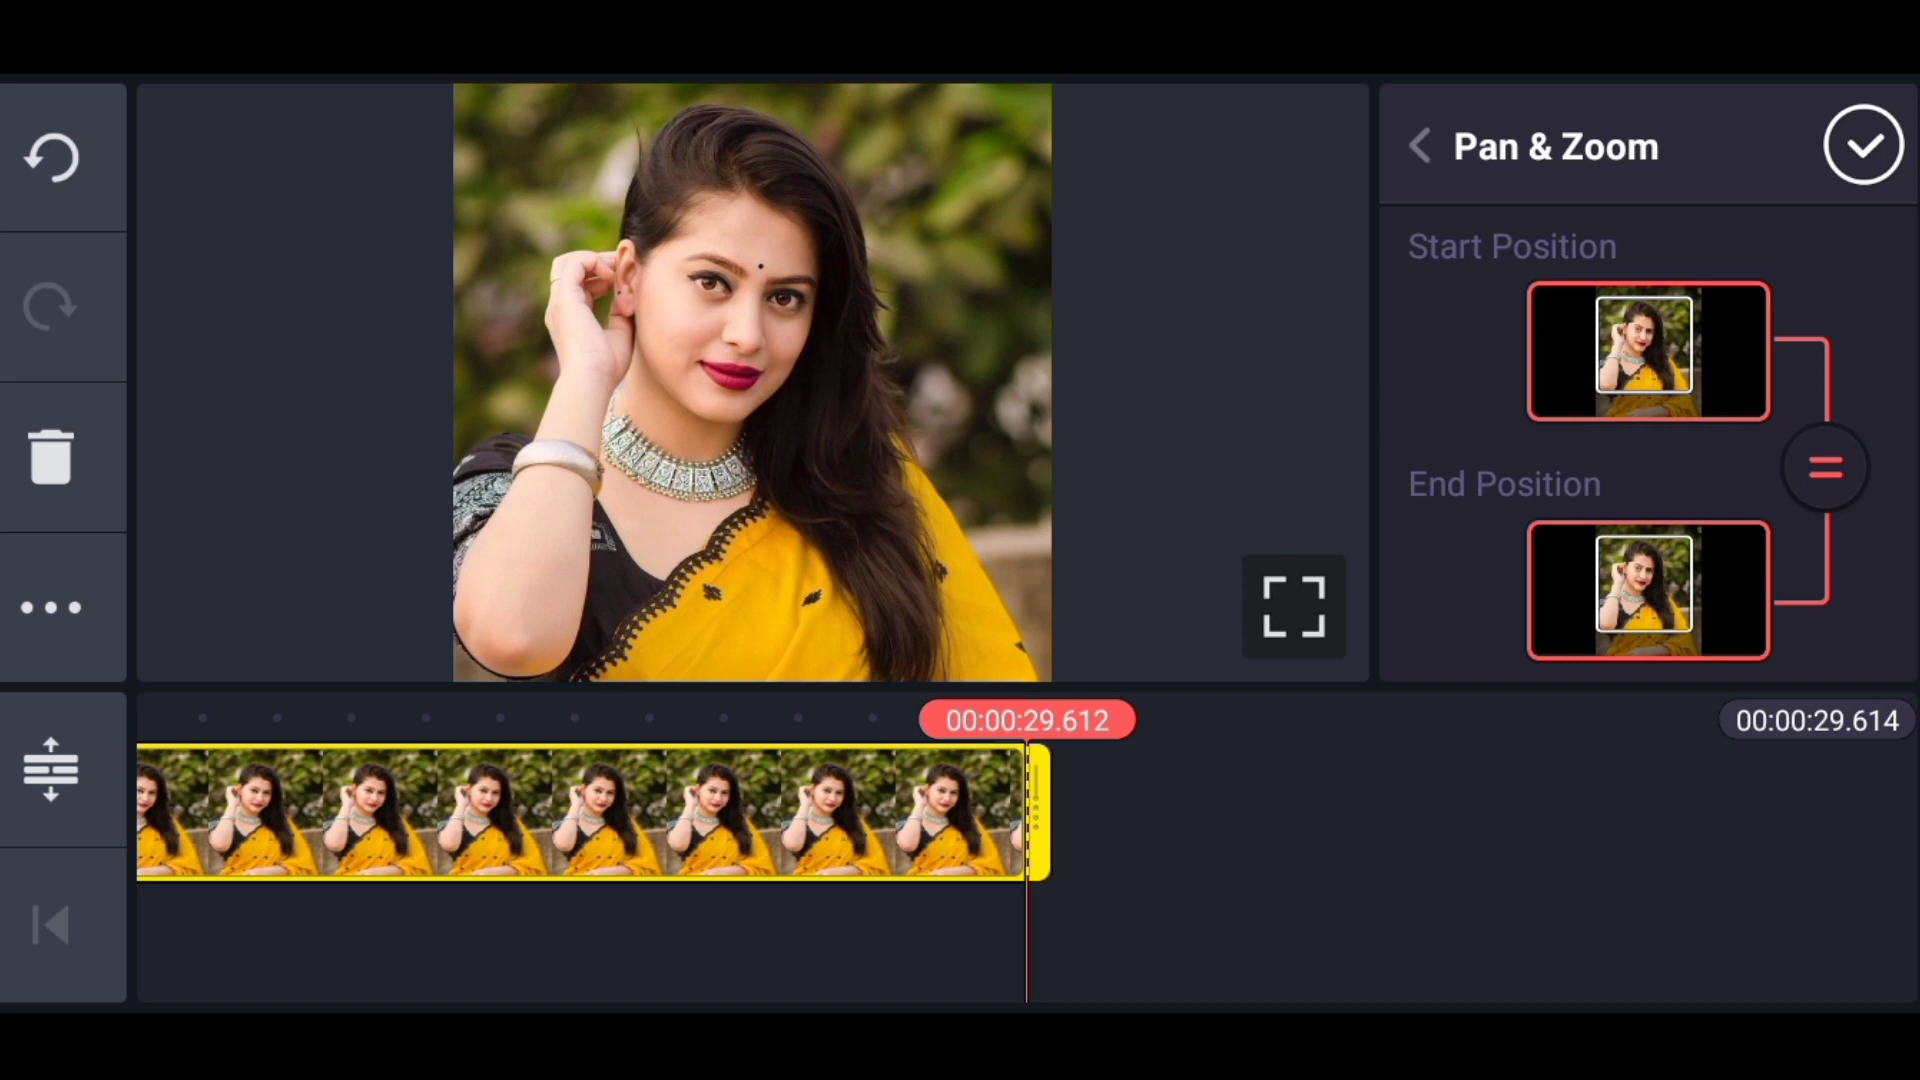 Pan & Zoom
Start Position
End Position
00:00:29.612
00:00:29.614